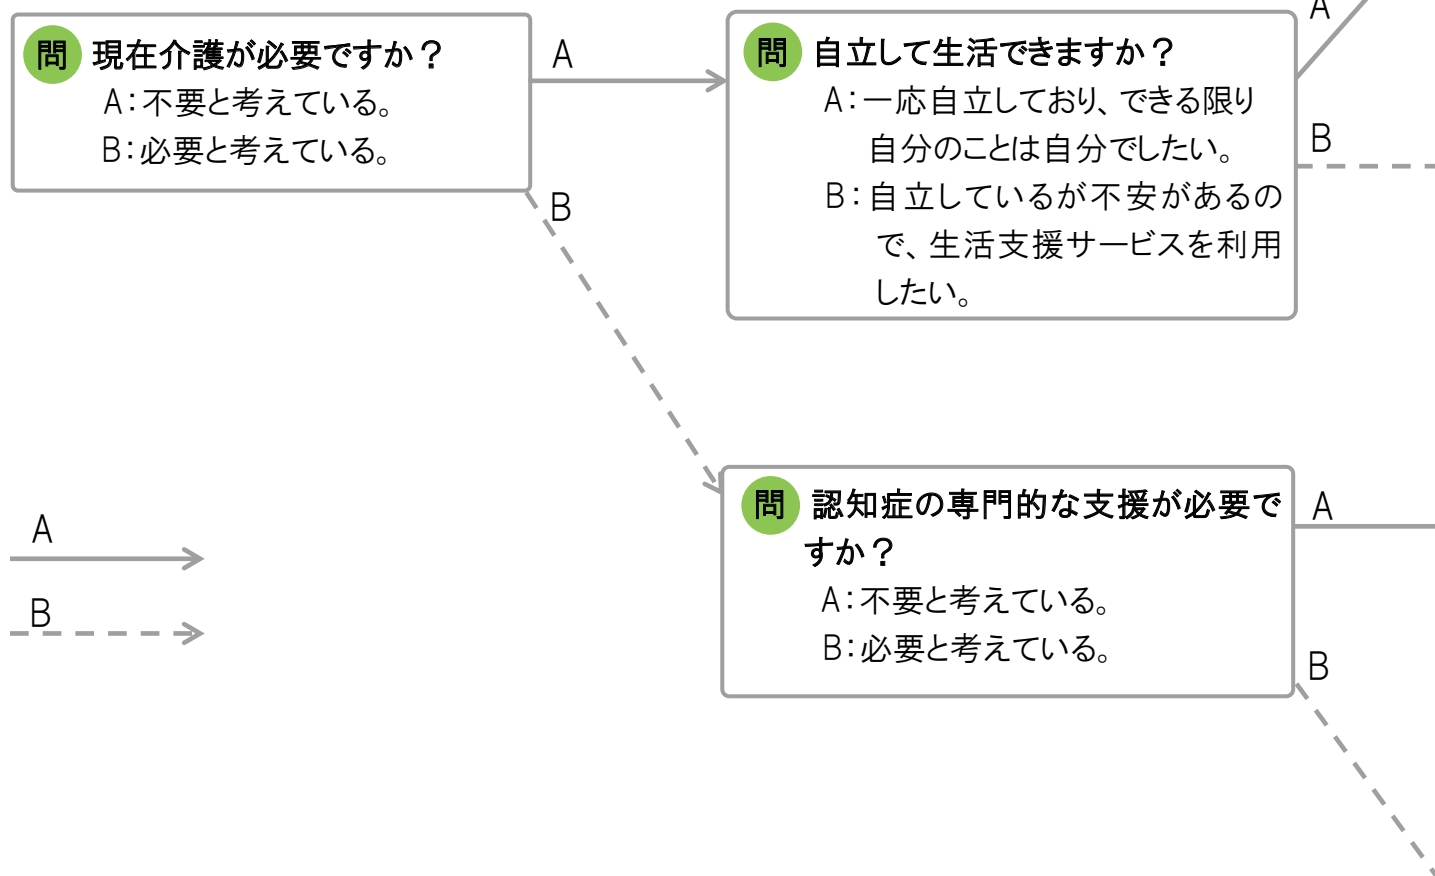 問 現在介護が必要ですか？
A：不要と考えている。
B：必要と考えている。
A
B
問 自立して生活できますか？
A：一応自立しており、できる限り
自分のことは自分でしたい。
B：自立しているが不安があるの
で、生活支援サービスを利用
したい。
A
B
問 認知症の専門的な支援が必要で
すか？
A：不要と考えている。
B：必要と考えている。
A
B
A
B